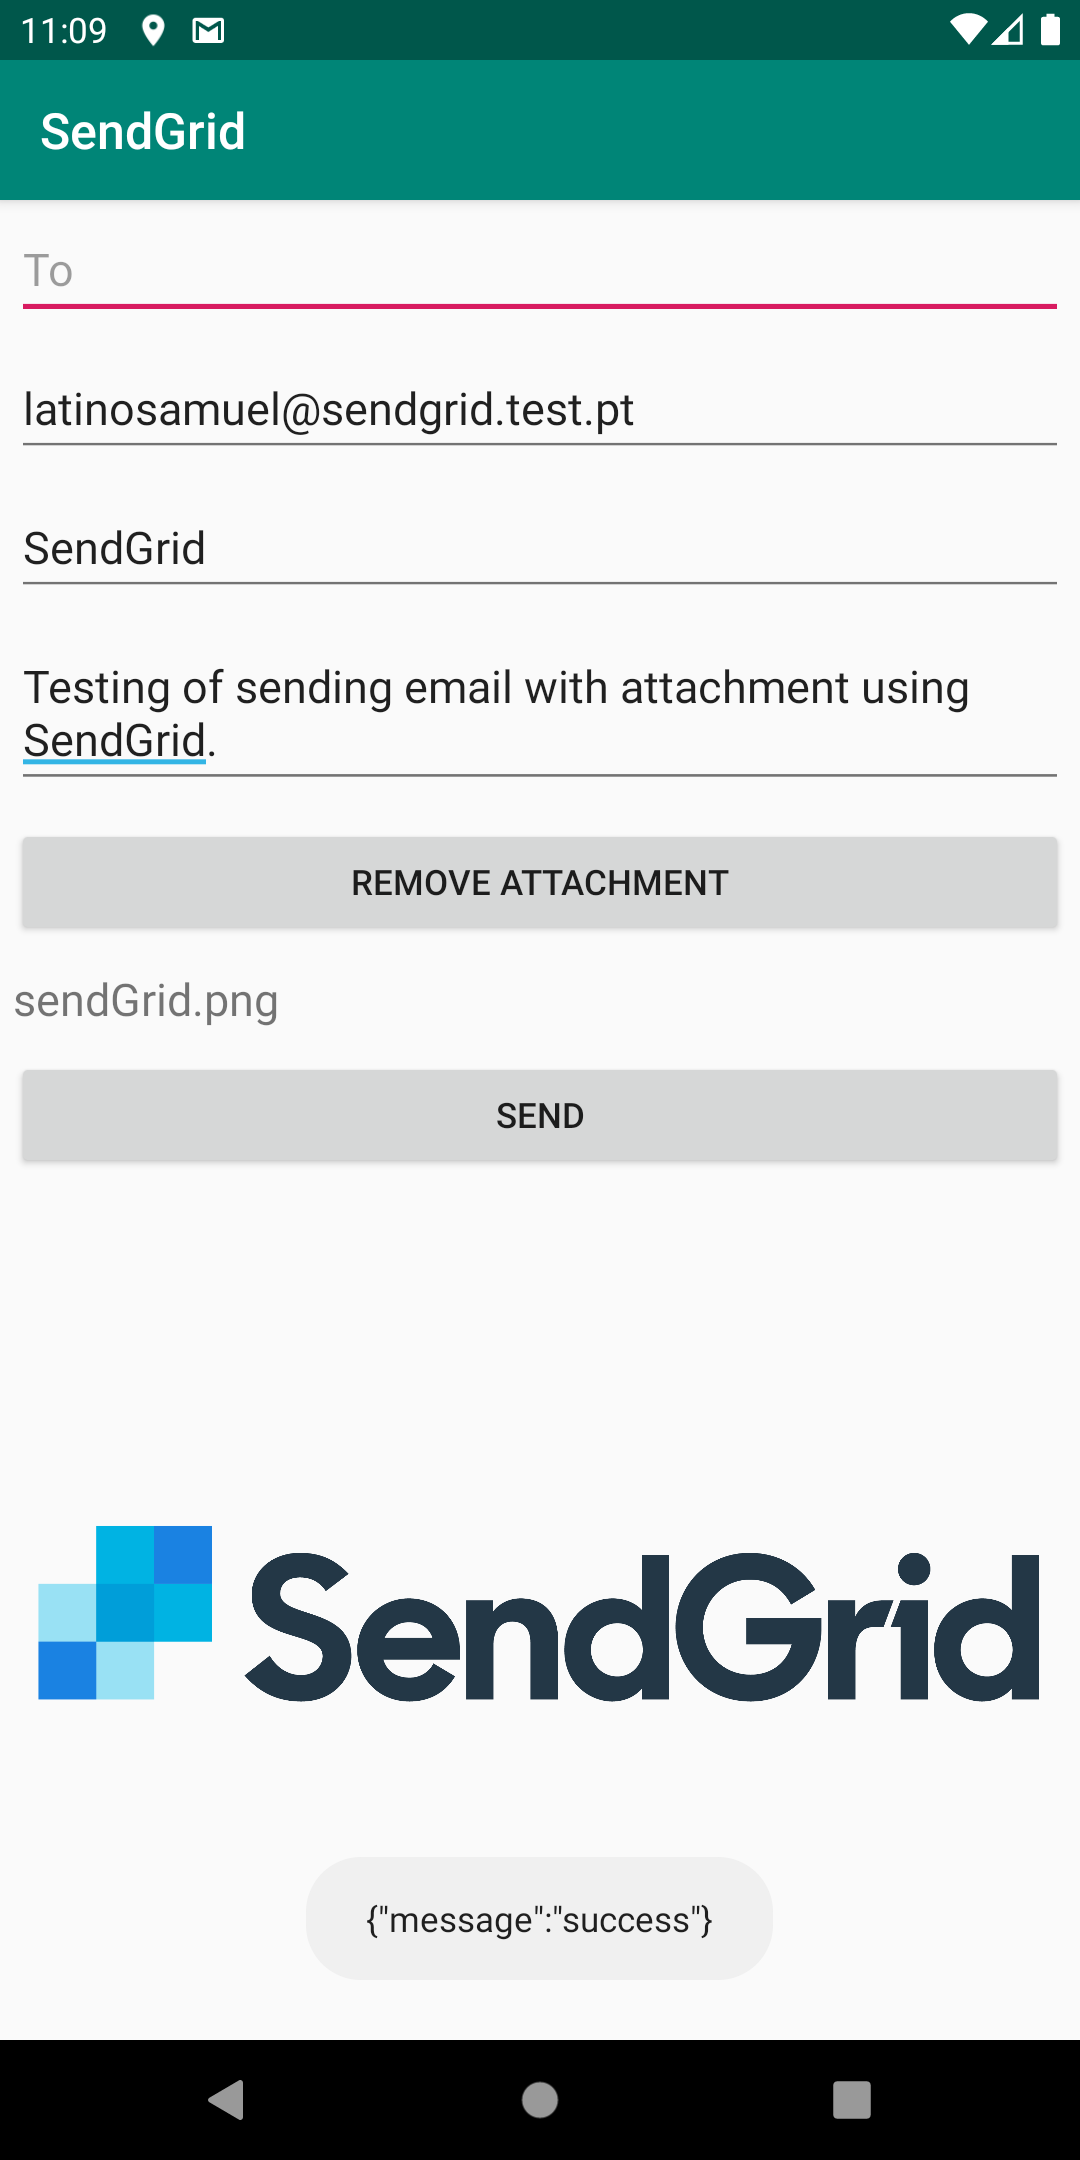 11:09
SendGrid
To
latinosamuel@sendgrid.test.pt
SendGrid
Testing of sending email with attachment using
SendGrid.
REMOVE ATTACHMENT
sendGrid.png
SEND
SendGrid
{"message":"success"}